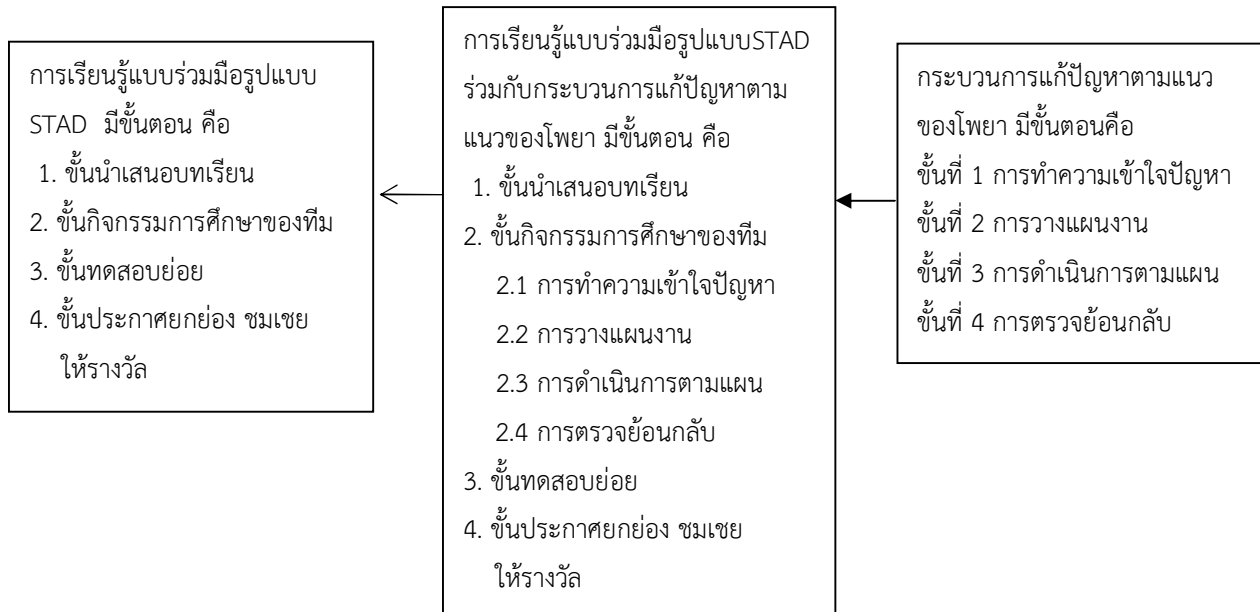 การเรียนรู้แบบร่วมมือรูปแบบ
STAD มีขั้นตอน คือ
1. ขั้นนำเสนอบทเรียน
2. ขั้นกิจกรรมการศึกษาของทีม
3. ขั้นทดสอบย่อย
4. ขั้นประกาศยกย่อง ชมเชย
ให้รางวัล
การเรียนรู้แบบร่วมมือรูปแบบSTAD
ร่วมกับกระบวนการแก้ปัญหาตาม
แนวของโพยา มีขั้นตอน คือ
1. ขั้นนำเสนอบทเรียน
2. ขั้นกิจกรรมการศึกษาของทีม
2.1 การทำความเข้าใจปัญหา
2.2 การวางแผนงาน
2.3 การดำเนินการตามแผน
2.4 การตรวจย้อนกลับ
3. ขั้นทดสอบย่อย
4. ขั้นประกาศยกย่อง ชมเชย
ให้รางวัล
กระบวนการแก้ปัญหาตามแนว
ของโพยา มีขั้นตอนคือ
ขั้นที่ 1 การทำความเข้าใจปัญหา
ขั้นที่ 2 การวางแผนงาน
ขั้นที่ 3 การดำเนินการตามแผน
ขั้นที่ 4 การตรวจย้อนกลับ